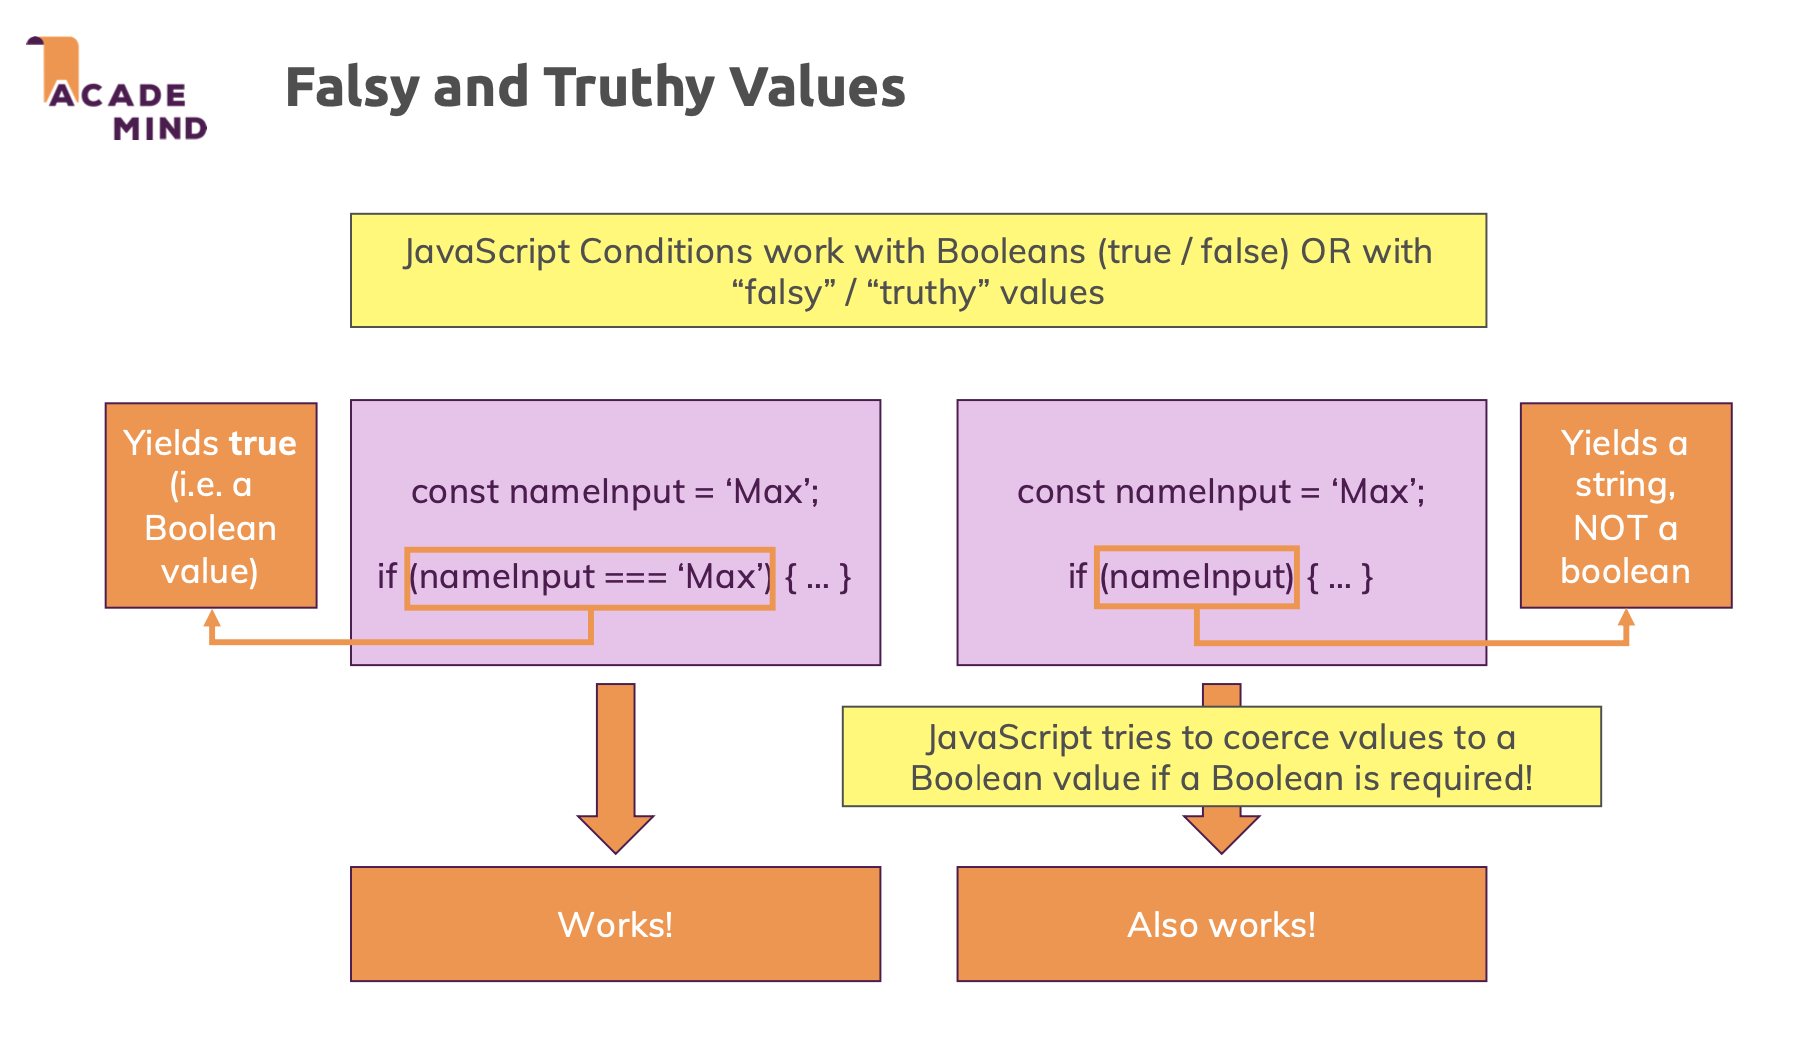 ACADE
MIND
Falsy and Truthy Values
JavaScript Conditions work with Booleans (true / false) OR with
“falsy” / “truthy” values
Yields true
(i.e. a
Boolean
value)
const nameInput = ‘Max’;
if (nameInput === ‘Max’) { ... }
const nameInput = ‘Max’;
if (nameInput) { ... }
Yields a
string,
NOT a
boolean
JavaScript tries to coerce values to a
Boolean value if a Boolean is required!
Works!
Also works!